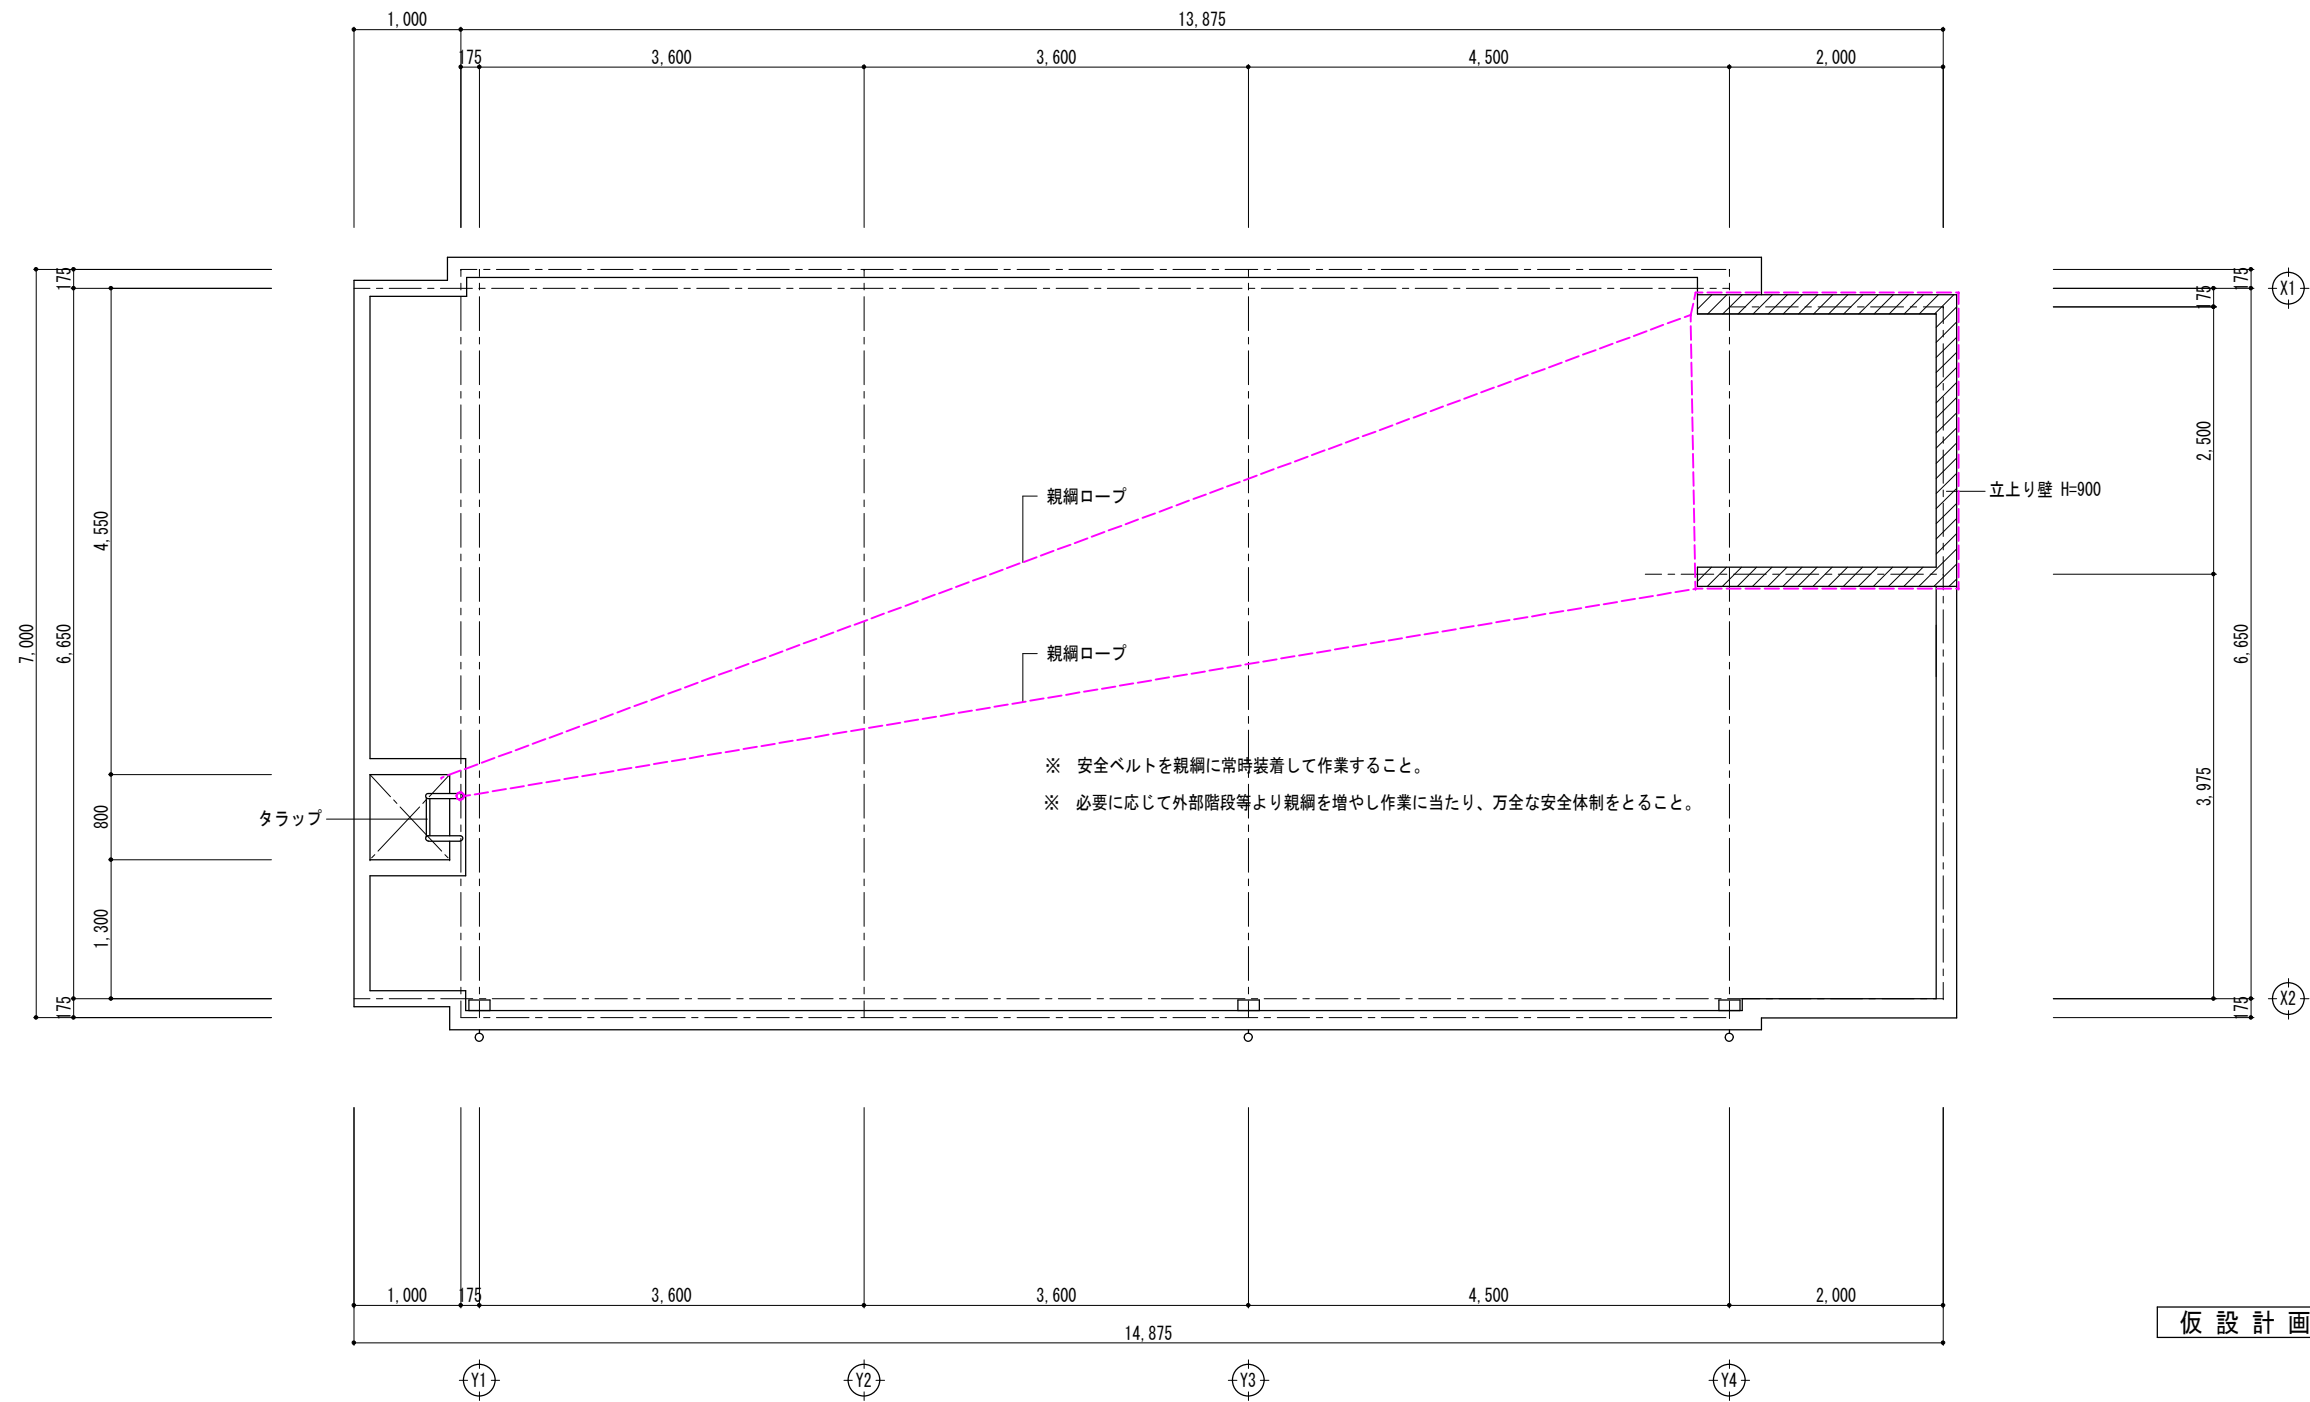 1,000
13,875
175
3,600
3,600
4,500
2,000
175
175
175
X1
4,550
2,500
親綱ロープ
立上り壁 H=900
7,000
6,650
親綱ロープ
6,650
※ 安全ベルトを親綱に常時装着して作業すること。
※ 必要に応じて外部階段等より親綱を増やし作業に当たり、万全な安全体制をとること。
3,975
800
タラップ
1,300
175
175
X2
1,000
175
3,600
3,600
4,500
2,000
14,875
仮設計画
Y1
Y2
Y3
Y4